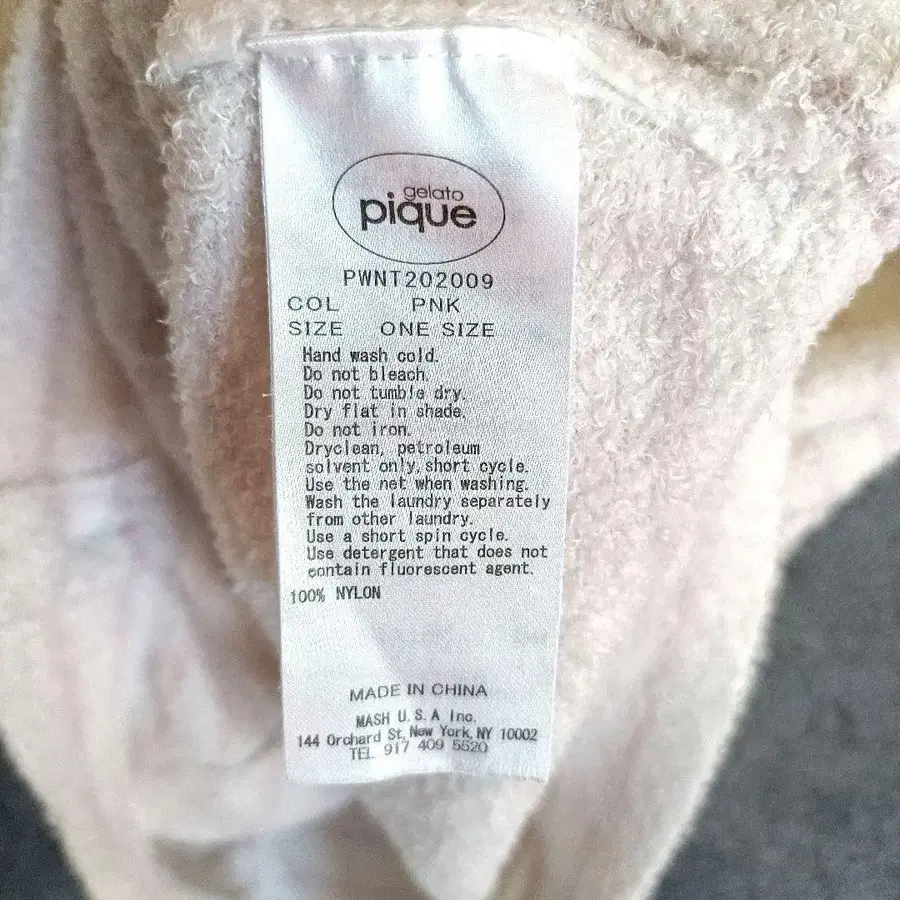 gelato
pique
PWNT202009
COL PNK
SIZE ONE SIZE
Hand wash cold.
Do not bleach.
Do not tumble dry.
Dry flat in shade.
Do not iron.
Dryclean, petroleum
solvent only, short cycle.
Use the net when washing.
Wash the laundry separately
from other laundry.
Use a short spin cycle.
Use detergent that does not
contain fluorescent agent.
100% NYLON
MADE IN CHINA
MASH U.S.A Inc.
144 Orchard St, New York, NY 10002
TEL 917 409 5520